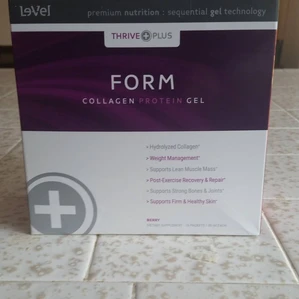 LeVel
premium nutrition : sequential gel technology
THRIVE + PLUS
FORM
COLLAGEN PROTEIN GEL
• Hydrolyzed Collagen*
• Weight Management*
• Supports Lean Muscle Mass*
• Post-Exercise Recovery & Repair*
• Supports Strong Bones & Joints*
• Supports Firm & Healthy Skin*
BERRY